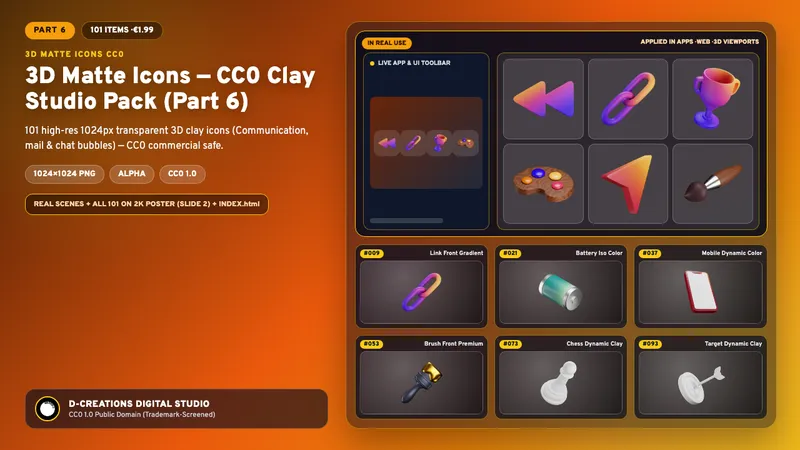 PART 6
101 ITEMS ·€1.99
3D MATTE ICONS CC0
3D Matte Icons — CC0 Clay
Studio Pack (Part 6)
101 high-res 1024px transparent 3D clay icons (Communication,
mail & chat bubbles) — CC0 commercial safe.
1024×1024 PNG
ALPHA
CC0 1.0
REAL SCENES + ALL 101 ON 2K POSTER (SLIDE 2) + INDEX.html
D-CREATIONS DIGITAL STUDIO
CC0 1.0 Public Domain (Trademark-Screened)
IN REAL USE
APPLIED IN APPS ·WEB ·3D VIEWPORTS
LIVE APP & UI TOOLBAR
#009
Link Front Gradient
#021
Battery Iso Color
#037
Mobile Dynamic Color
#053
Brush Front Premium
#073
Chess Dynamic Clay
#093
Target Dynamic Clay